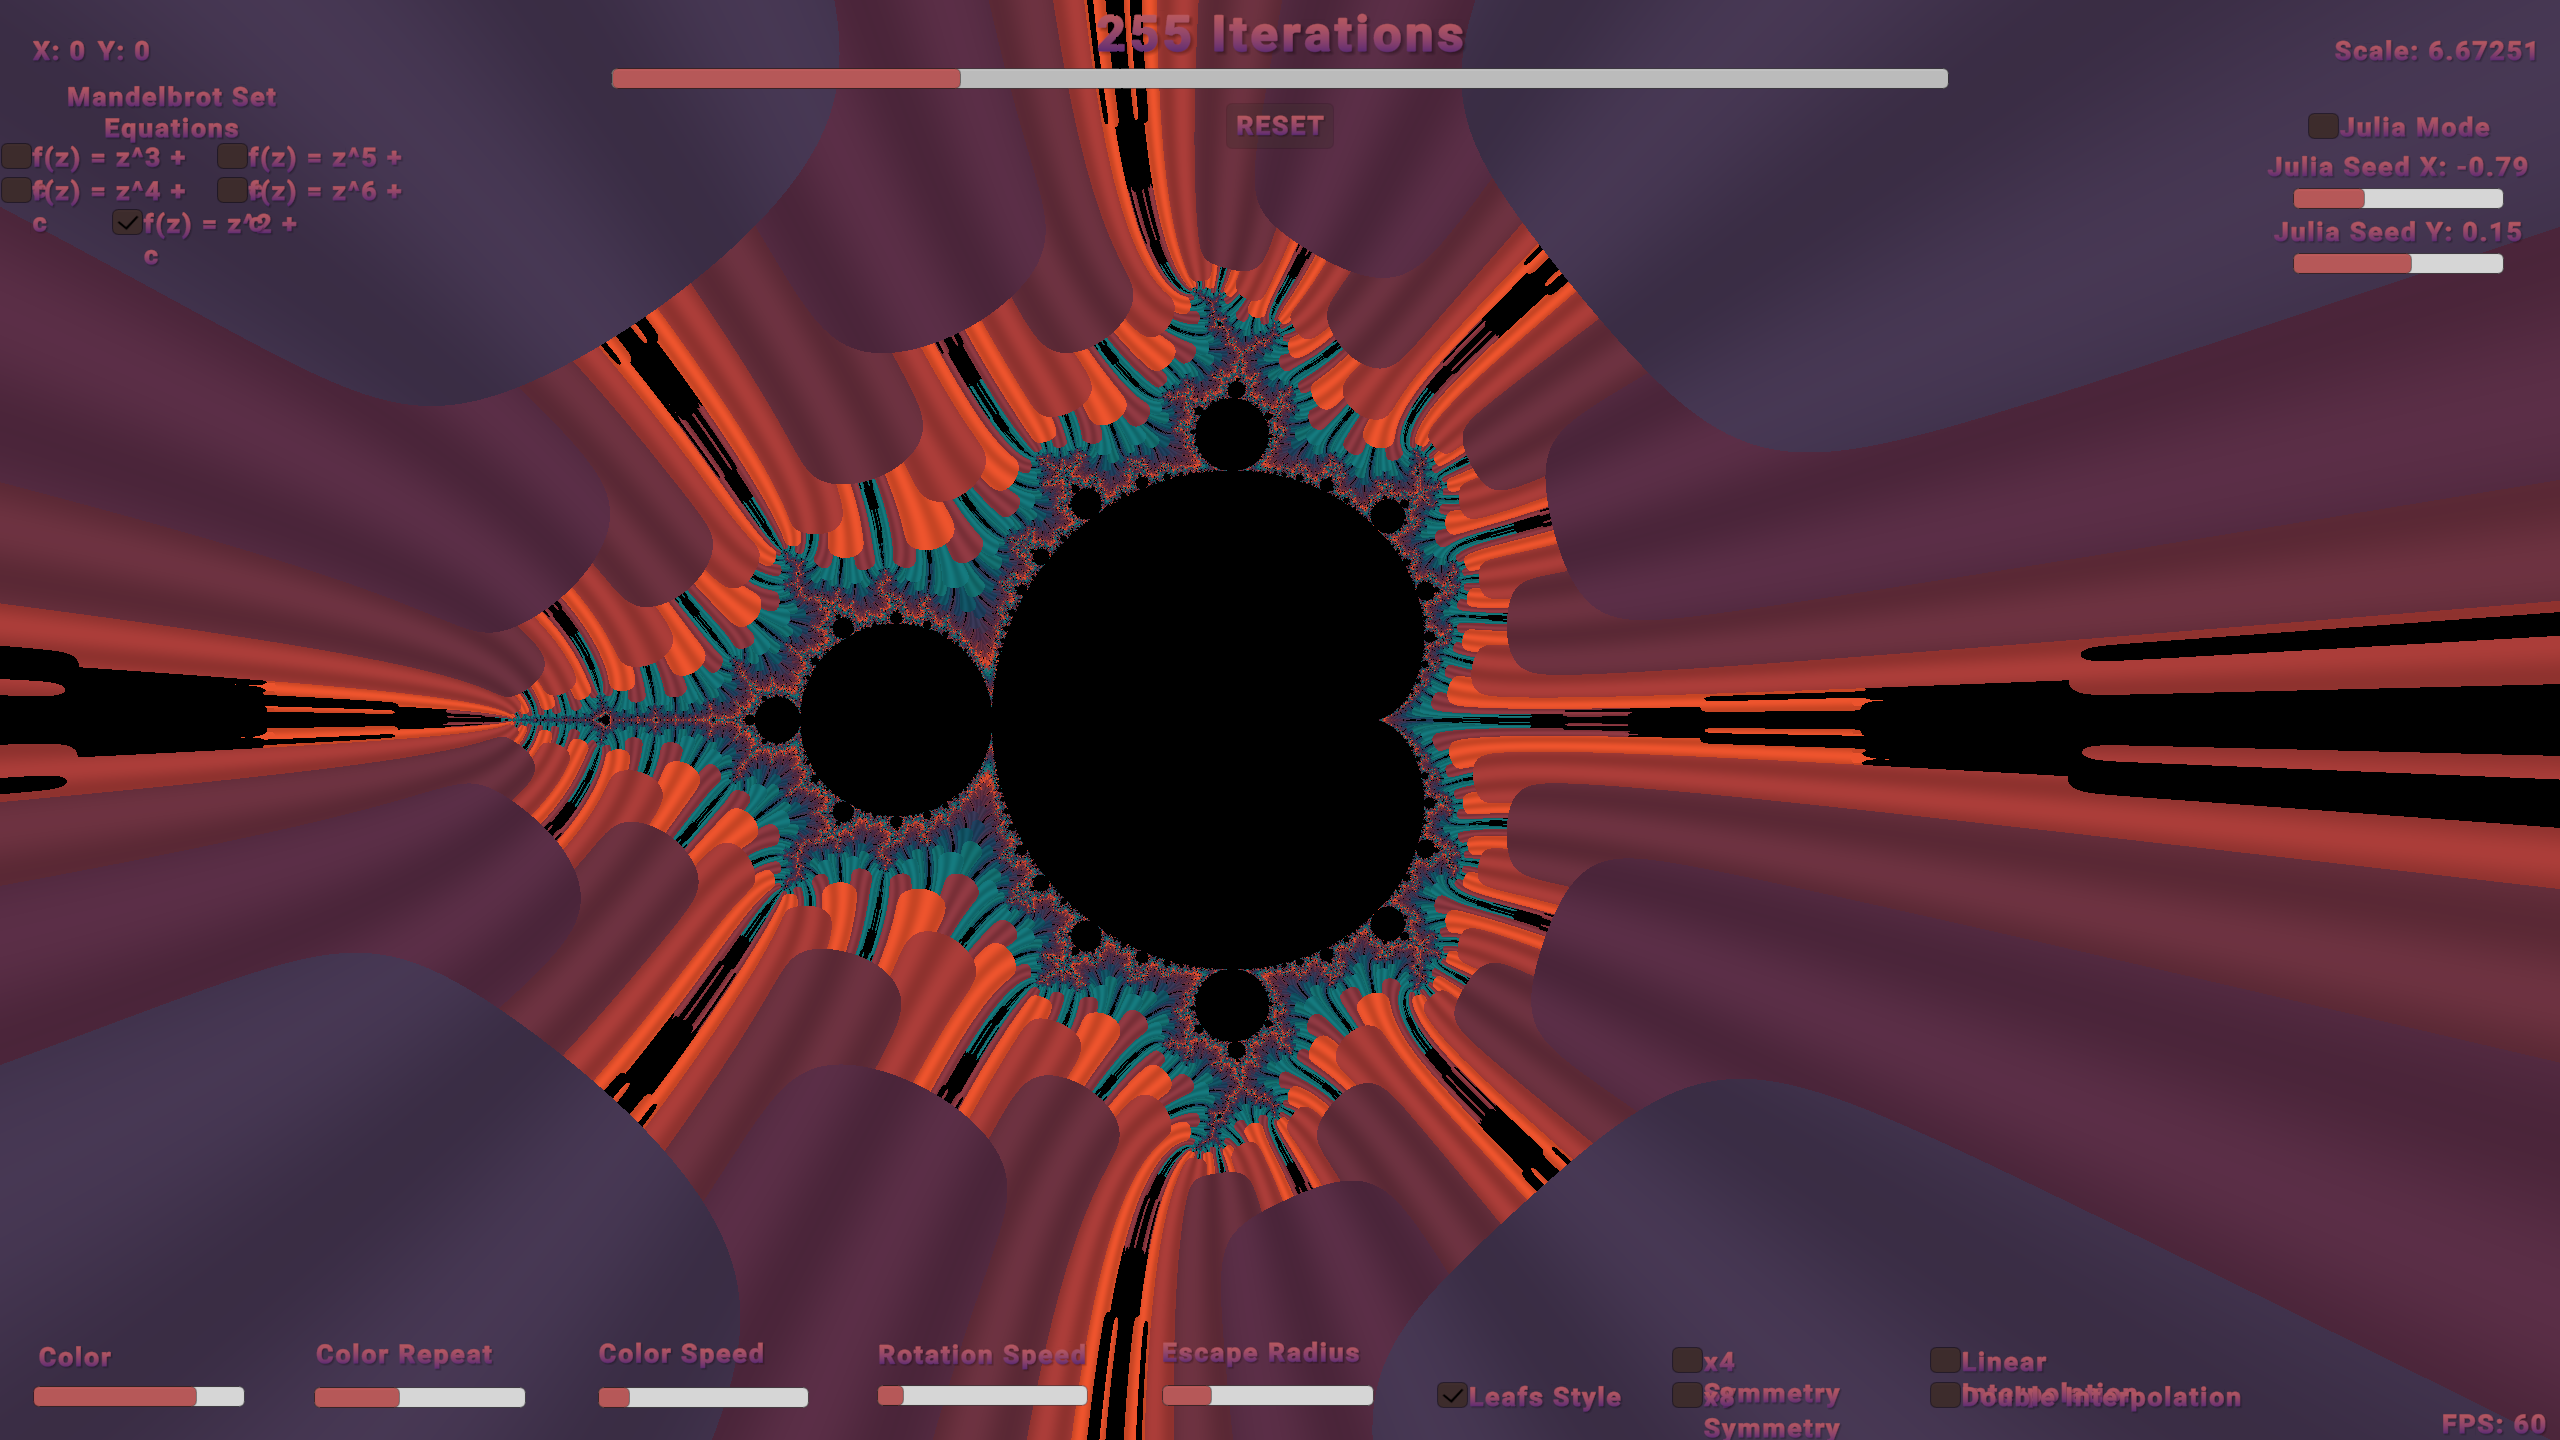 255 Iterations
X: 0 Y: 0
Scale: 6.67251
Mandelbrot Set
Equations
f(z) = z^3 +
f(z) = z^5 +
f(z) = z^4 +
f(z) = z^6 +
c
f(z) = z^2 +
c
c
RESET
Julia Mode
Julia Seed X: -0.79
Julia Seed Y: 0.15
Color
Color Repeat
Color Speed
Rotation Speed
Escape Radius
Leafs Style
x4
Symmetry
Symmetry
Linear
Interpolation
Double Interpolation
FPS: 60